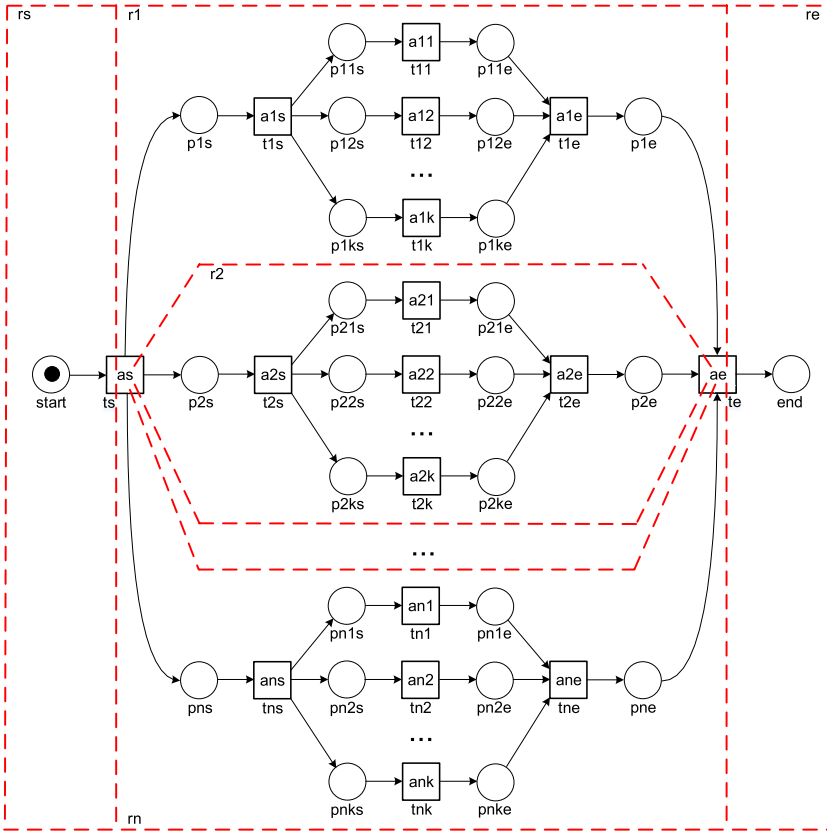 rs r1 re
a11
p11s t11 p11e
a1s a12 a1e
p1s t1s p12s t12 p12e t1e p1e
...
a1k
p1ks t1k p1ke
r2
a21
p21s t21 p21e
as a2s a22 a2e ae
start ts p2s t2s p22s t22 p22e t2e p2e te end
...
a2k
p2ks t2k p2ke
...
an1
pn1s tn1 pn1e
ans an2 ane
pns tns pn2s tn2 pn2e tne pne
...
ank
pnks tnk pnke
rn